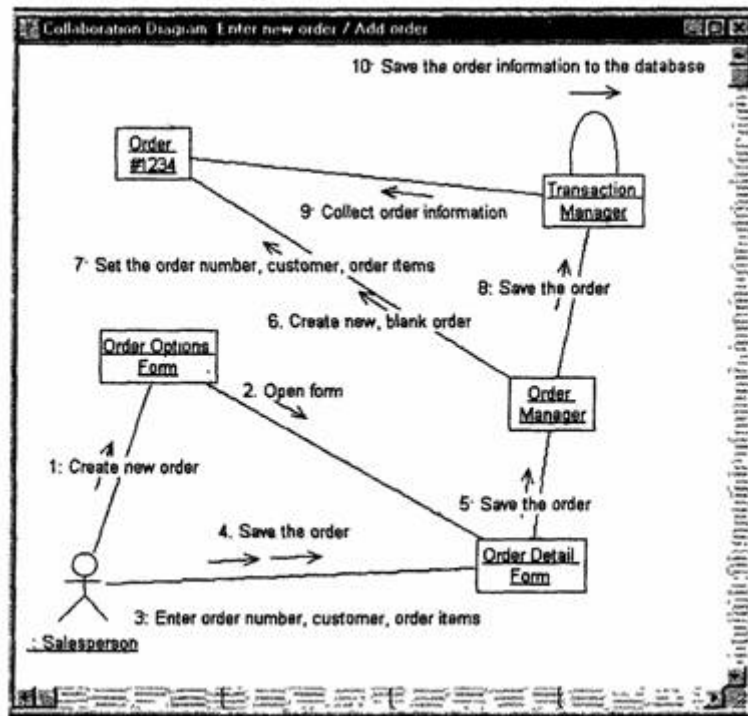 Collaboration Diagram Enter new order / Add order
10· Save the order information to the database
Order
#1234
Transaction
Manager
9· Collect order information
7· Set the order number, customer, order items
8: Save the order
6. Create new, blank order
Order Options
Form
2. Open form
Order
Manager
1: Create new order
5· Save the order
4. Save the order
Order Detail
Form
3: Enter order number, customer, order items
: Salesperson